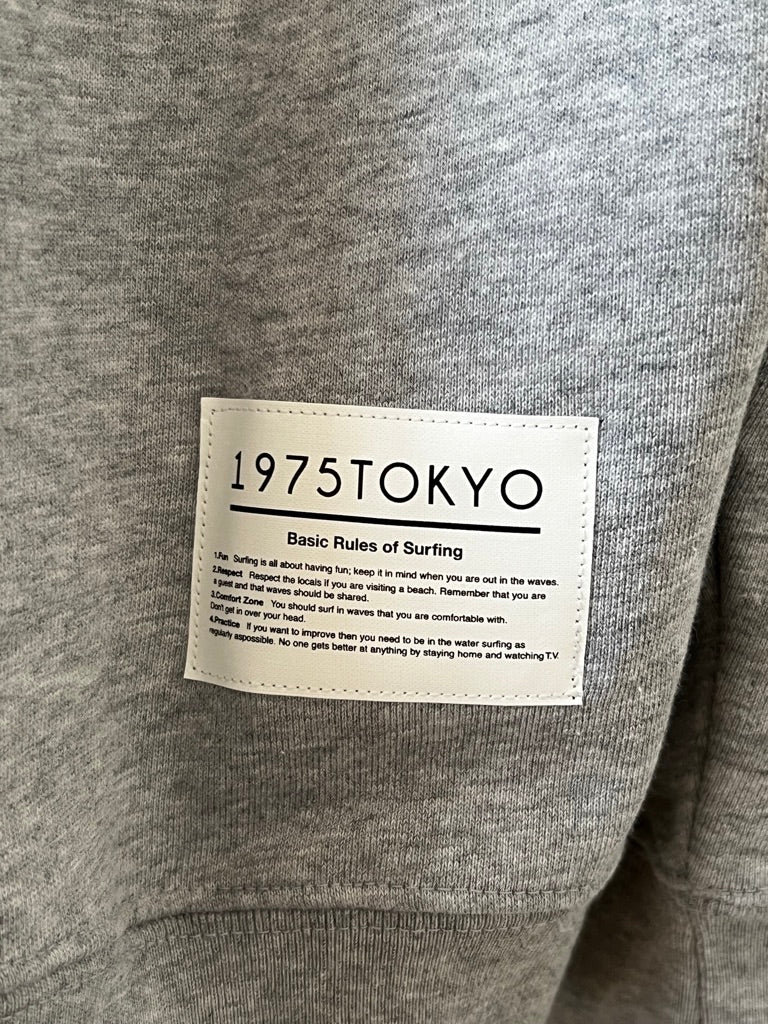 1975TOKYO
Basic Rules of Surfing
1.Fun Surfing is all about having fun; keep it in mind when you are out in the waves.
2.Respect Respect the locals if you are visiting a beach. Remember that you are
a guest and that waves should be shared.
3.Comfort Zone You should surf in waves that you are comfortable with.
Don't get in over your head.
4.Practice If you want to improve then you need to be in the water surfing as
regularly aspossible. No one gets better at anything by staying home and watching T.V.